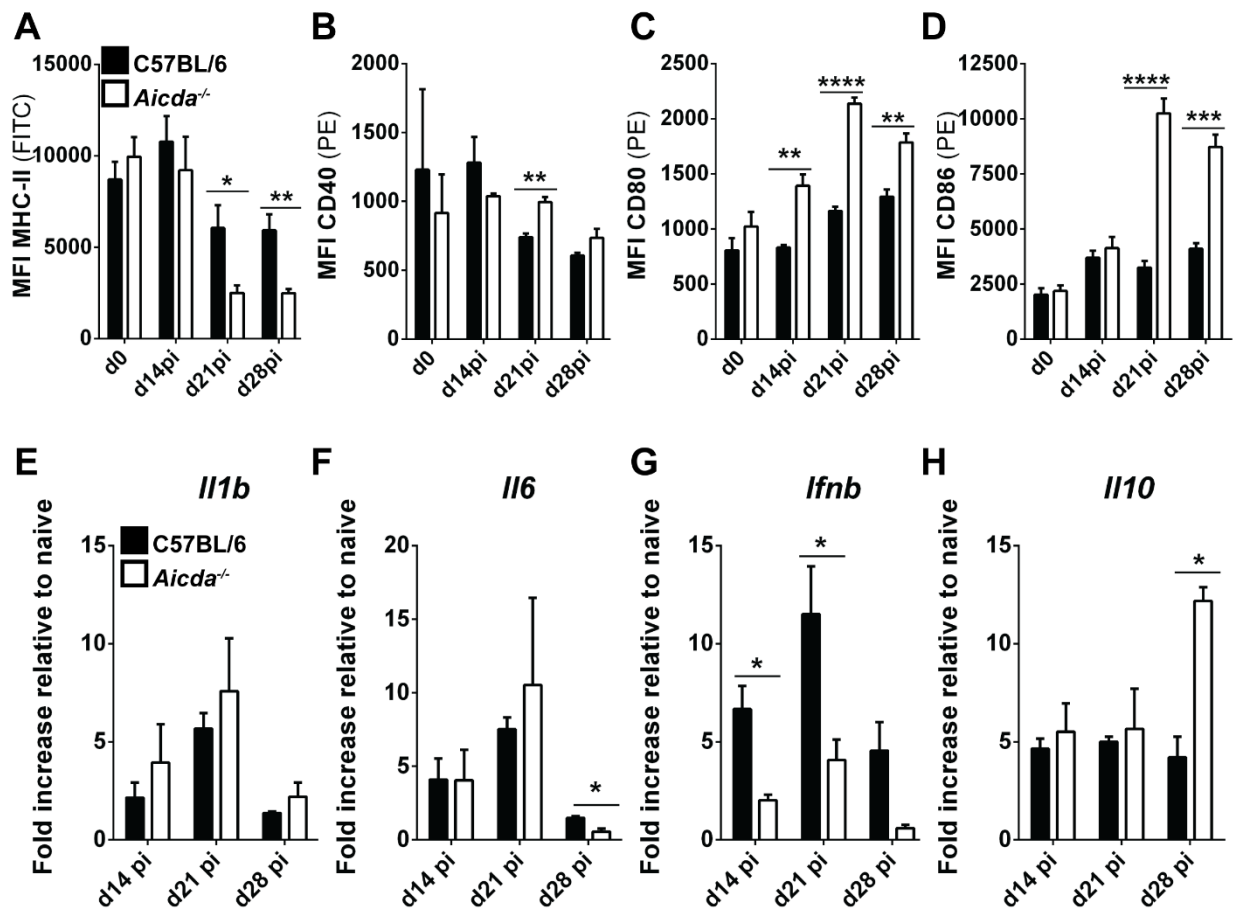 A
C57BL/6
Aicda-/-
MFI MHC-II (FITC)
15000
10000
5000
0
*
**
d0
d14pi
d21pi
d28pi
B
MFI CD40 (PE)
2000
1500
1000
500
0
**
d0
d14pi
d21pi
d28pi
C
MFI CD80 (PE)
2500
2000
1500
1000
500
0
**
****
**
d0
d14pi
d21pi
d28pi
D
MFI CD86 (PE)
12500
10000
7500
5000
2500
0
****
***
d0
d14pi
d21pi
d28pi
E
Il1b
C57BL/6
Aicda-/-
Fold increase relative to naive
15
10
5
0
d14 pi
d21 pi
d28 pi
F
Il6
Fold increase relative to naive
20
15
10
5
0
*
d14 pi
d21 pi
d28 pi
G
Ifnb
Fold increase relative to naive
15
10
5
0
*
*
d14 pi
d21 pi
d28 pi
H
Il10
Fold increase relative to naive
15
10
5
0
*
d14 pi
d21 pi
d28 pi